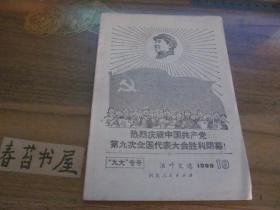 热烈庆祝中国共产党
第九次全国代表大会胜利闭幕！
"九大"专号
活叶文选 1969 10
春苔书屋